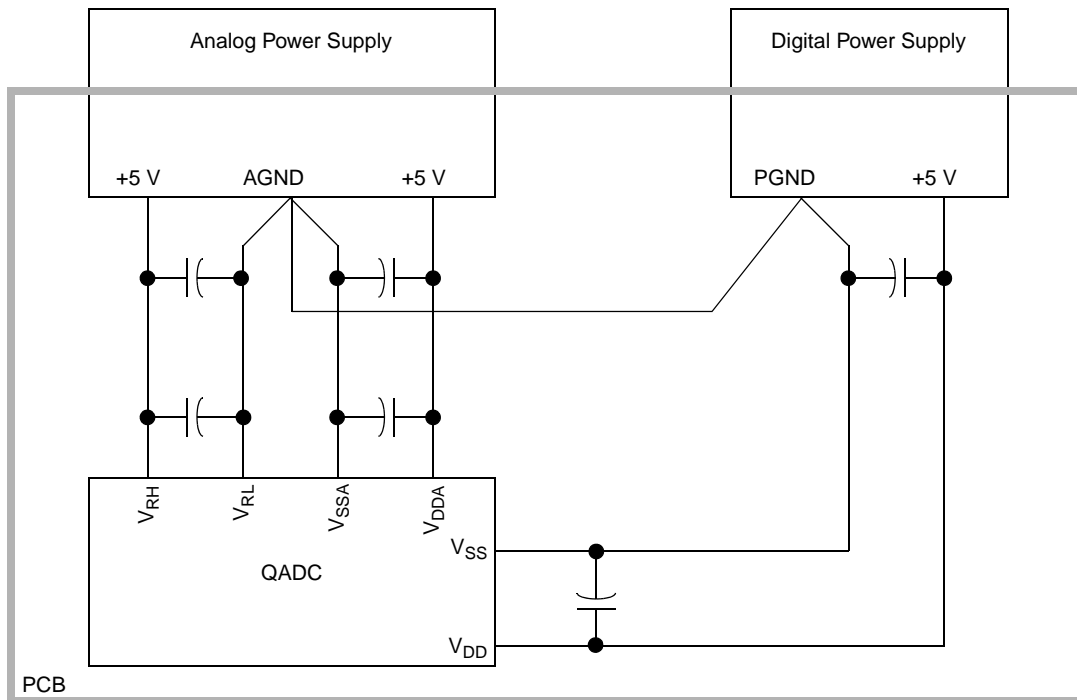 Analog Power Supply
Digital Power Supply
+5 V
AGND
+5 V
PGND
+5 V
VRH
VRL
VSSA
VDDA
VSS
QADC
VDD
PCB